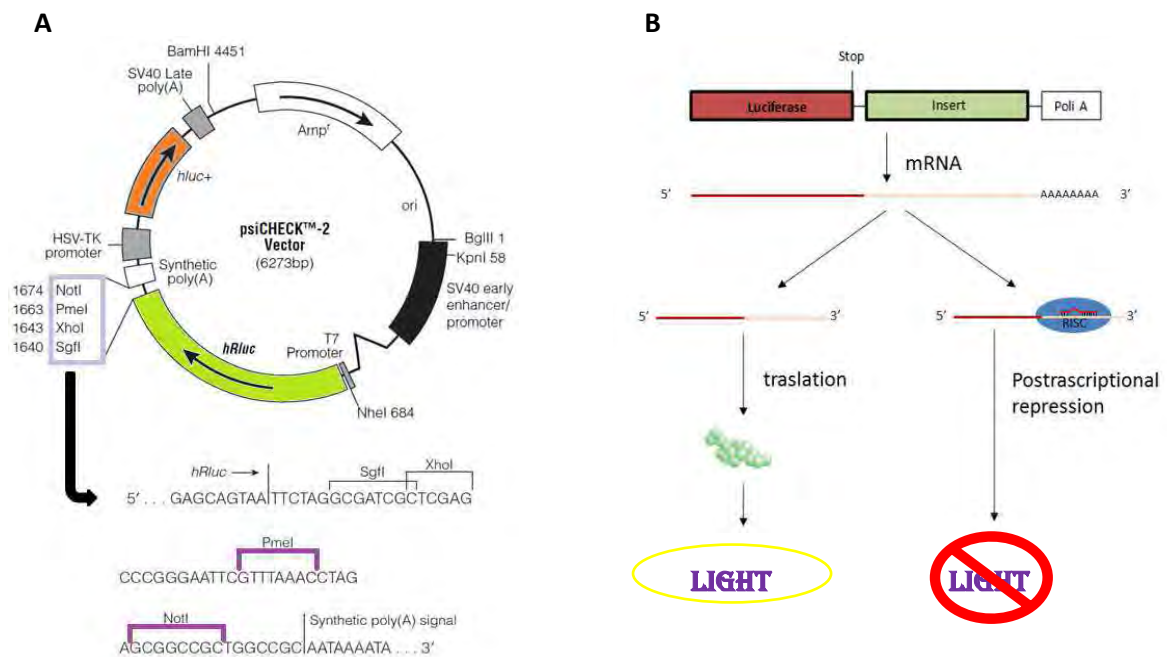 A
BamHI 4451
SV40 Late
poly(A)
Ampʳ
hluc+
ori
psiCHECK™-2
Vector
(6273bp)
HSV-TK
promoter
Synthetic
poly(A)
BglII 1
KpnI 58
SV40 early
enhancer/
promoter
1674 NotI
1663 PmeI
1643 XhoI
1640 SgfI
T7
Promoter
hRluc
NheI 684
hRluc
SgfI
XhoI
5′ . . . GAGCAGTAATTCTAGGCGATCGCTCGAG
PmeI
CCCGGGAATTCGTTTAAACCTAG
NotI
Synthetic poly(A) signal
AGCGGCCGCTGGCCGCAATAAAATA . . . 3′
B
Stop
Luciferase
Insert
Poli A
mRNA
5′
AAAAAAAA
3′
5′
3′
5′
RISC
3′
traslation
Postrascriptional
repression
LIGHT
LIGHT